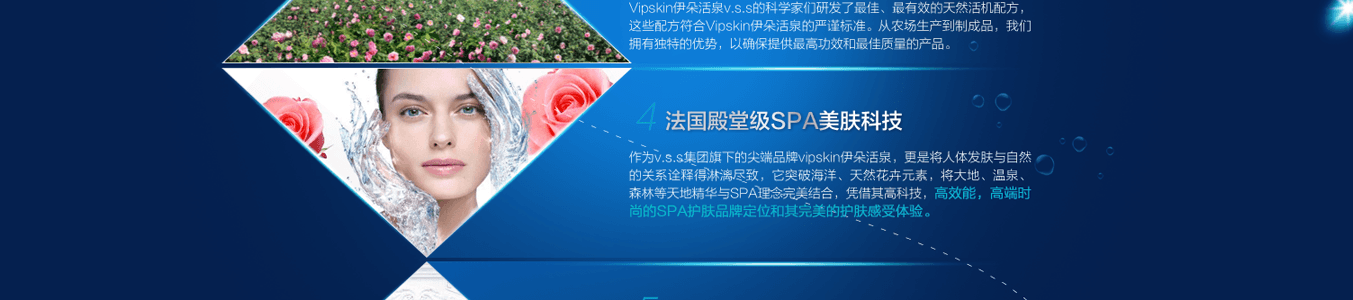 Vipskin伊朵活泉v.s.s的科学家们研发了最佳、最有效的天然活机配方，
这些配方符合Vipskin伊朵活泉的严谨标准。从农场生产到制成品，我们
拥有独特的优势，以确保提供最高功效和最佳质量的产品。
4 法国殿堂级SPA美肤科技
作为v.s.s集团旗下的尖端品牌vipskin伊朵活泉，更是将人体发肤与自然
的关系诠释得淋漓尽致，它突破海洋、天然花卉元素，将大地、温泉、
森林等天地精华与SPA理念完美结合，凭借其高科技，高效能，高端时
尚的SPA护肤品牌定位和其完美的护肤感受体验。